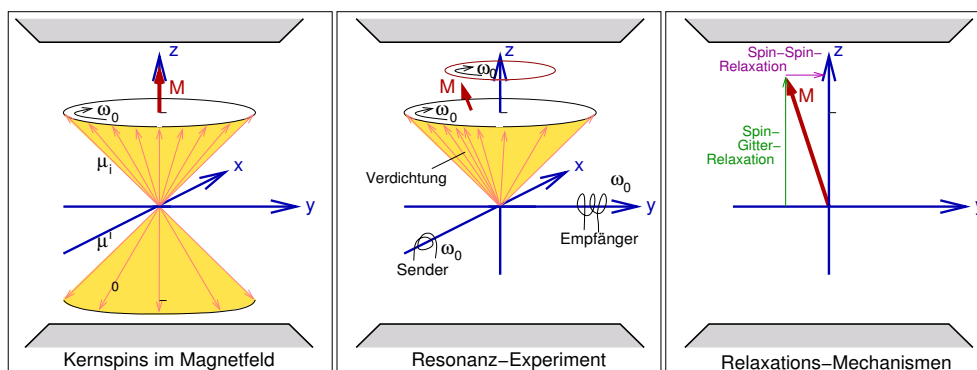 z
M
ω₀
μᵢ
x
y
μ'
0
Kernspins im Magnetfeld
z
ω₀
M
ω₀
x
Verdichtung
ω₀
y
Empfänger
ω₀
Sender
Resonanz-Experiment
Spin-Spin-
Relaxation
z
M
Spin-
Gitter-
Relaxation
y
Relaxations-Mechanismen